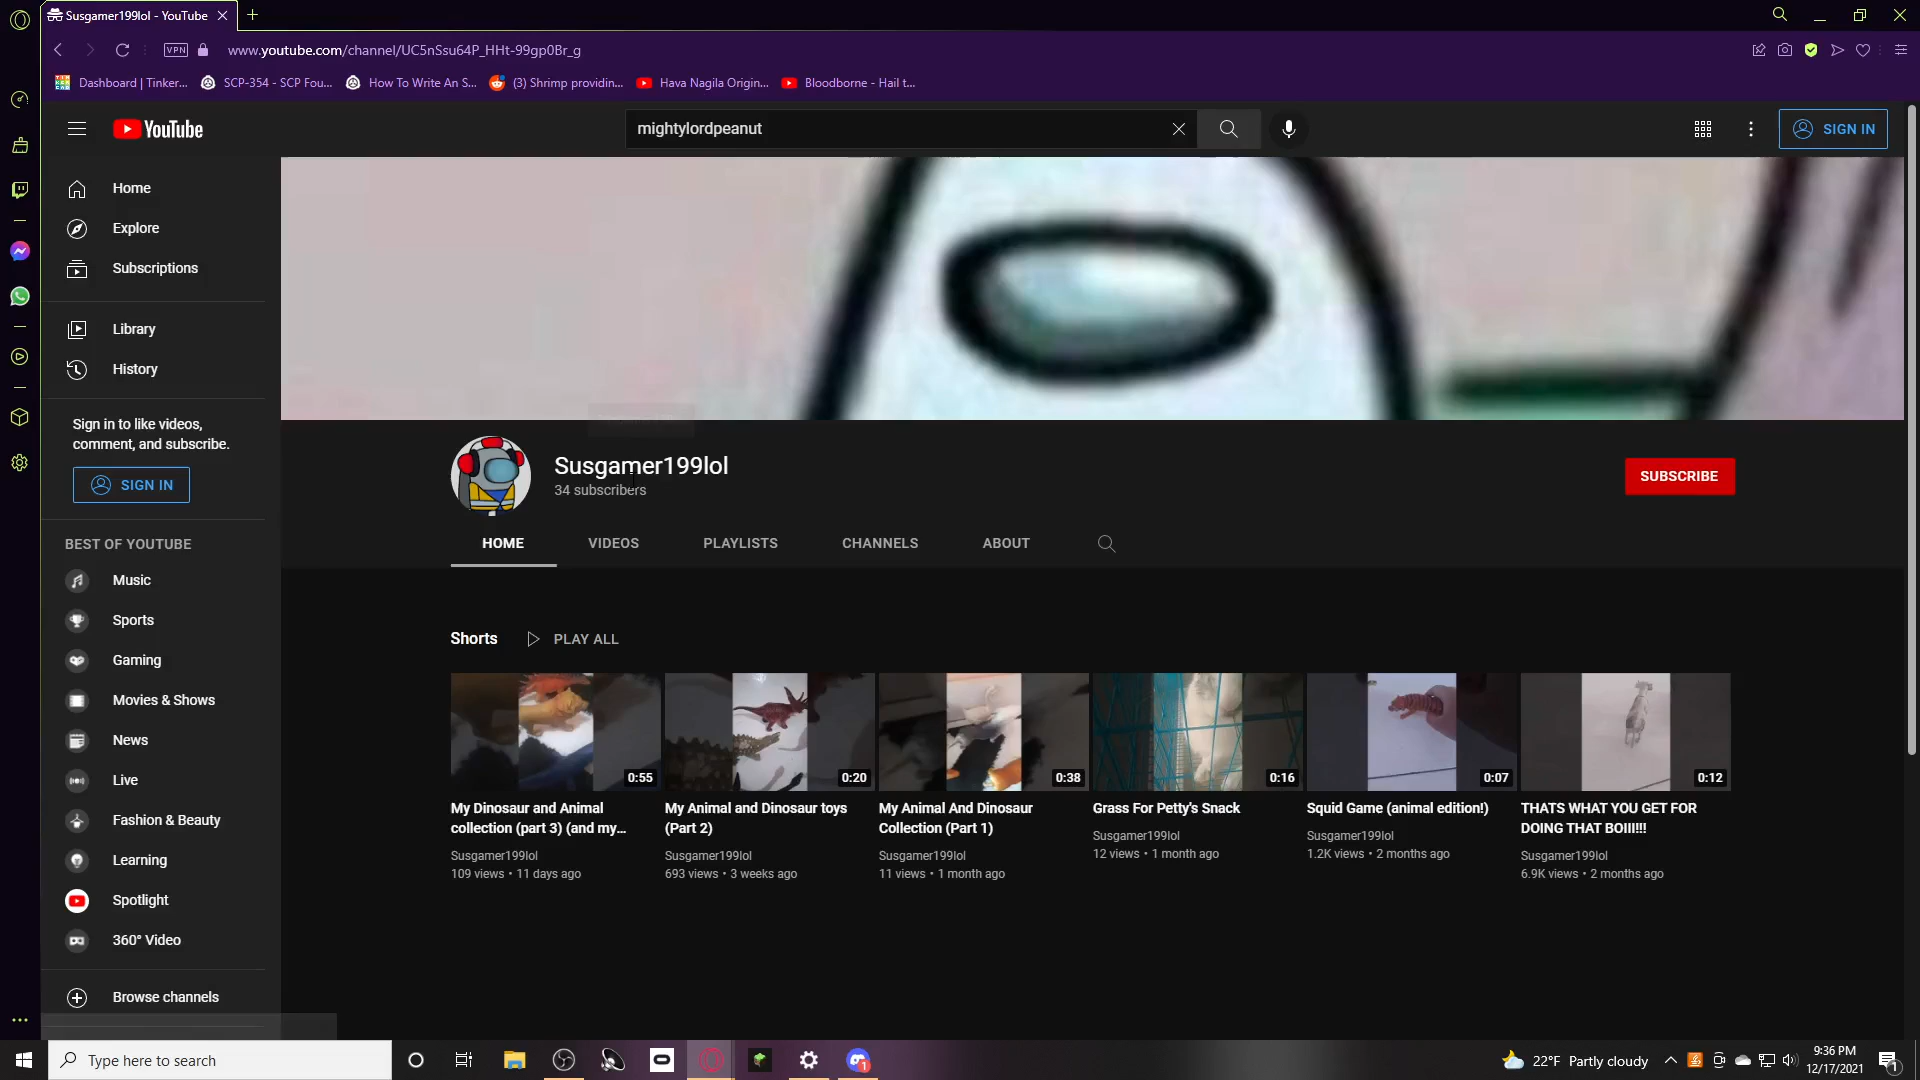 Susgamer199lol - YouTube
VPN
www.youtube.com/channel/UC5nSsu64P_HHt-99gp0Br_g
Dashboard | Tinker...
SCP-354 - SCP Fou...
How To Write An S...
(3) Shrimp providin...
Hava Nagila Origin...
Bloodborne - Hail t...
YouTube
mightylordpeanut
SIGN IN
Home
Explore
Subscriptions
Library
History
Sign in to like videos,
comment, and subscribe.
SIGN IN
BEST OF YOUTUBE
Music
Sports
Gaming
Movies & Shows
News
Live
Fashion & Beauty
Learning
Spotlight
360° Video
Browse channels
Susgamer199lol
34 subscribers
SUBSCRIBE
HOME
VIDEOS
PLAYLISTS
CHANNELS
ABOUT
Shorts
PLAY ALL
0:55
My Dinosaur and Animal
collection (part 3) (and my...
Susgamer199lol
109 views • 11 days ago
0:20
My Animal and Dinosaur toys
(Part 2)
Susgamer199lol
693 views • 3 weeks ago
0:38
My Animal And Dinosaur
Collection (Part 1)
Susgamer199lol
11 views • 1 month ago
0:16
Grass For Petty's Snack
Susgamer199lol
12 views • 1 month ago
0:07
Squid Game (animal edition!)
Susgamer199lol
1.2K views • 2 months ago
0:12
THATS WHAT YOU GET FOR
DOING THAT BOIII!!!
Susgamer199lol
6.9K views • 2 months ago
Type here to search
1
22°F Partly cloudy
9:36 PM
12/17/2021
1